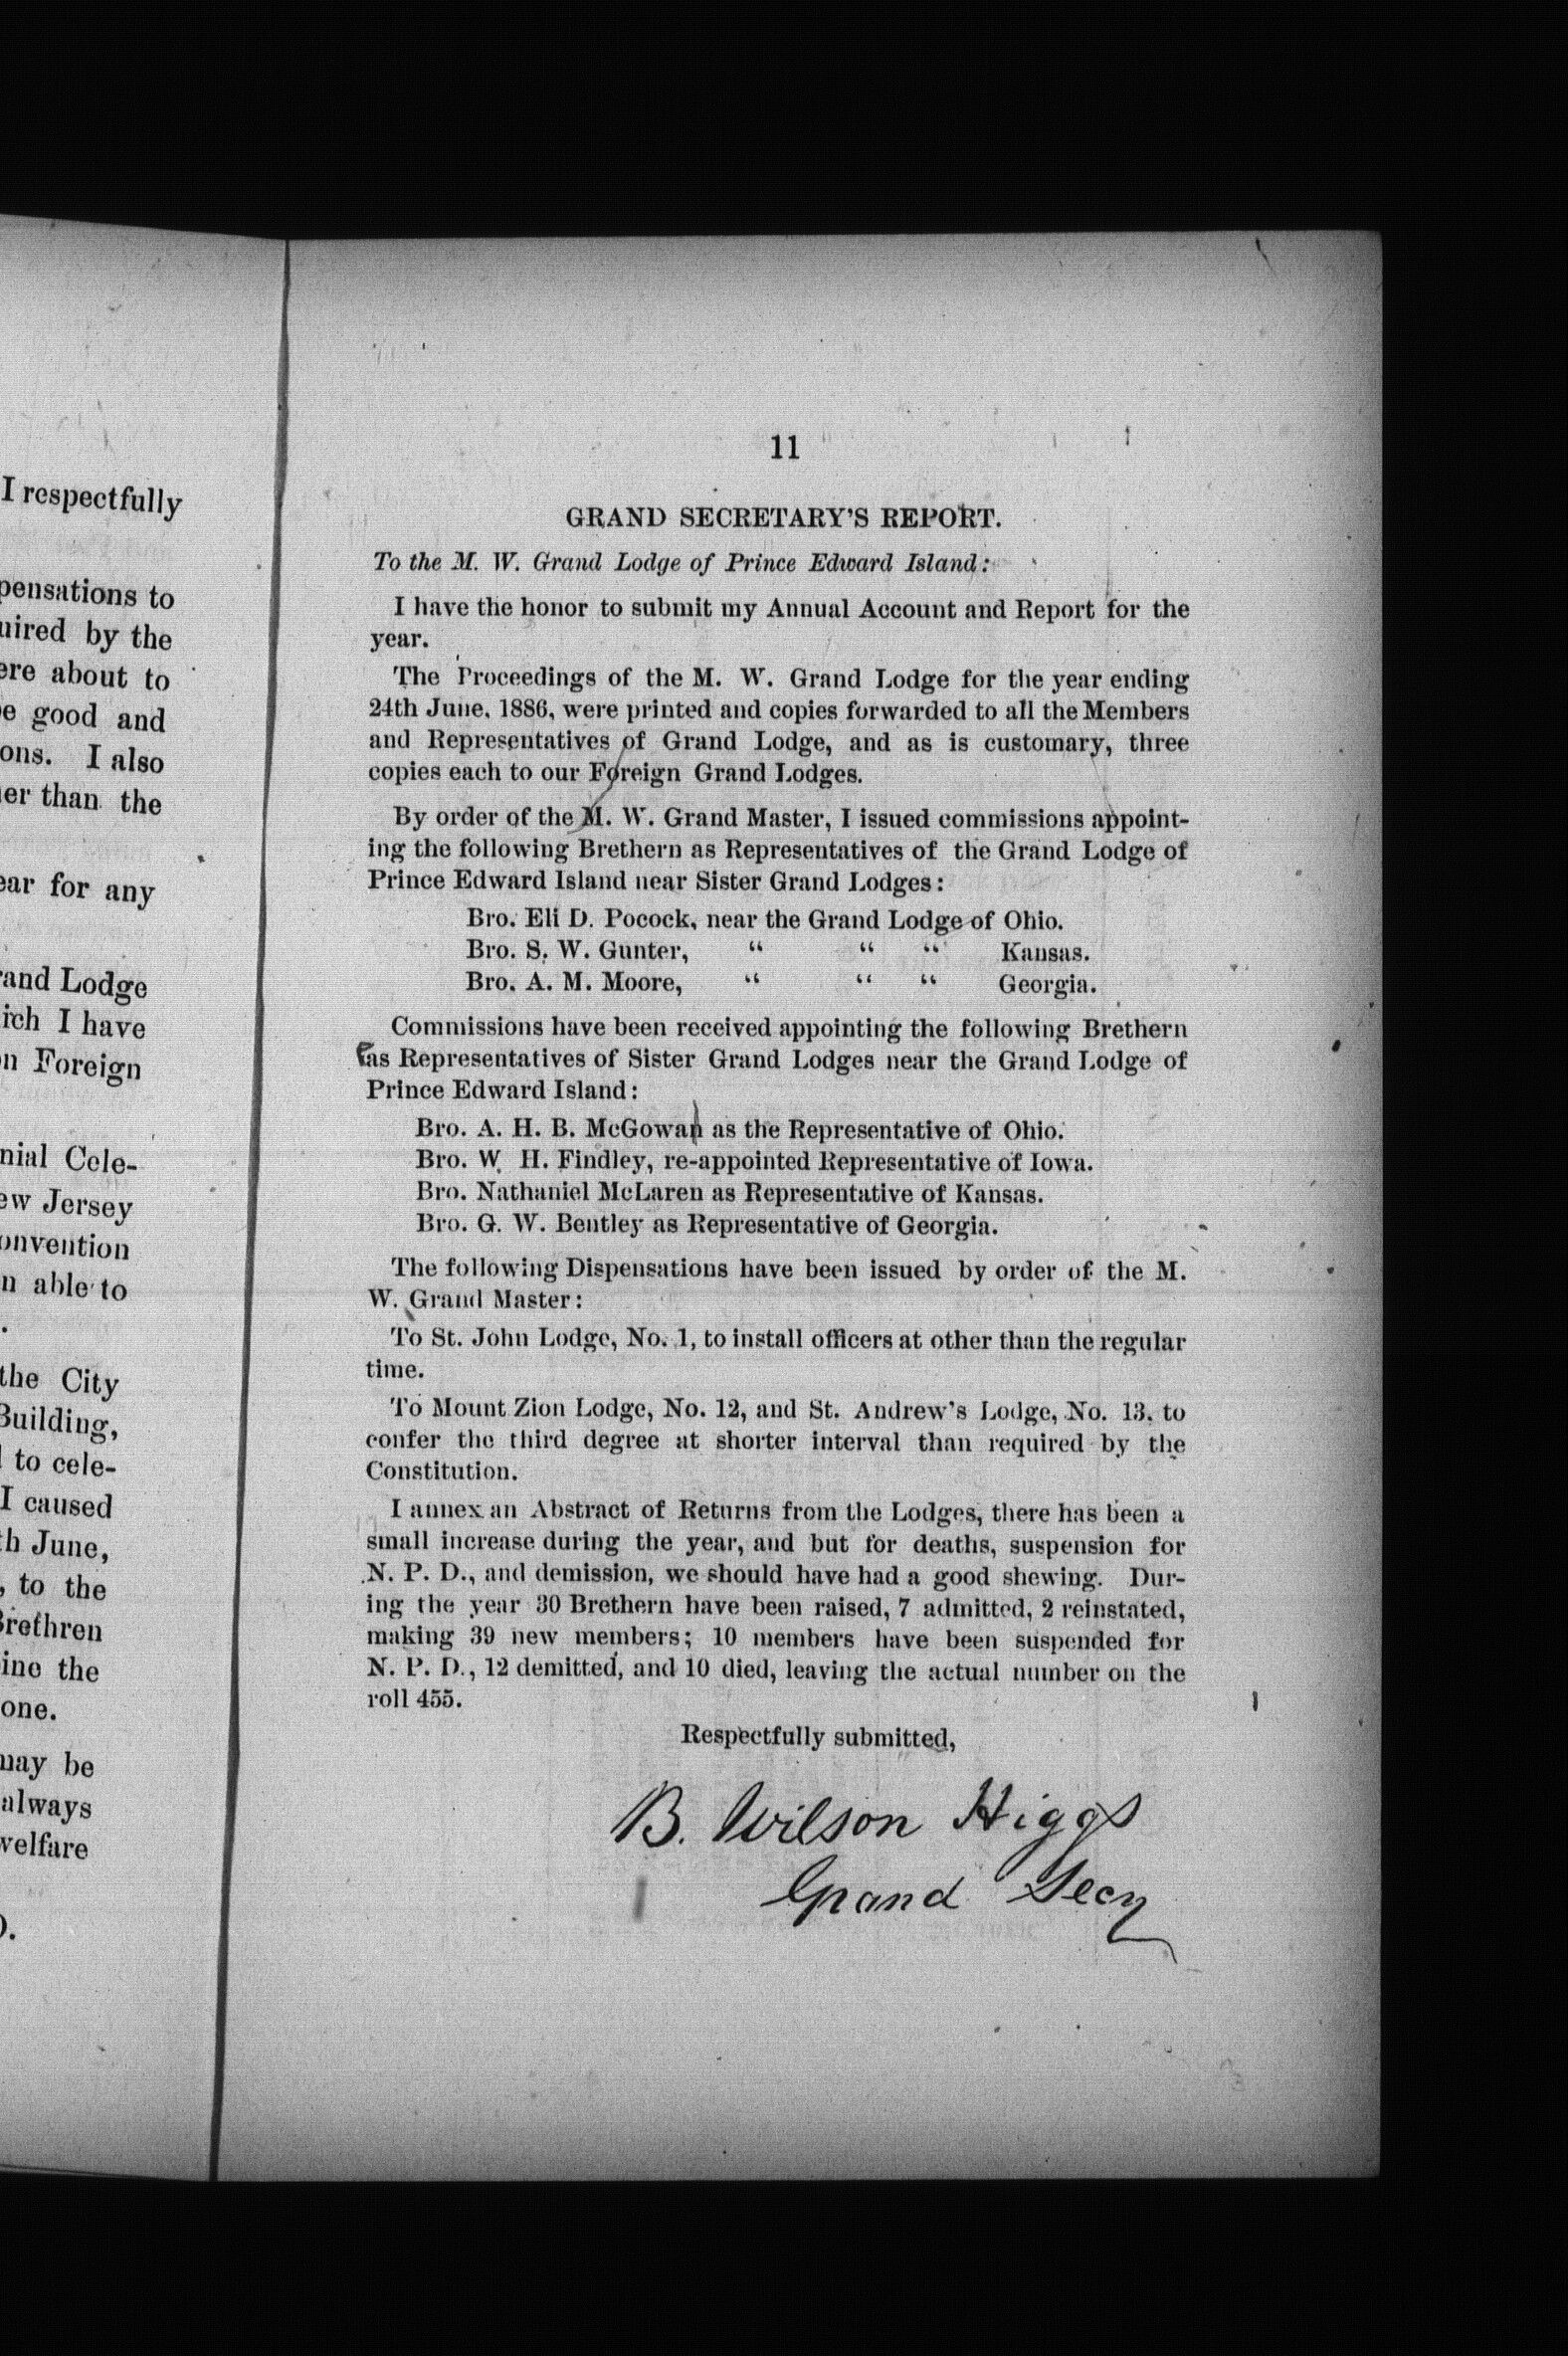 I respectfully
pensations to
uired by the
ere about to
e good and
ons. I also
er than the
ear for any
rand Lodge
ich I have
n Foreign
nial Cele-
ew Jersey
onvention
n able to
.
the City
Building,
to cele-
I caused
th June,
, to the
Brethren
ine the
one.
may be
always
welfare
11
GRAND SECRETARY'S REPORT.
To the M. W. Grand Lodge of Prince Edward Island:
I have the honor to submit my Annual Account and Report for the
year.
The Proceedings of the M. W. Grand Lodge for the year ending
24th June, 1886, were printed and copies forwarded to all the Members
and Representatives of Grand Lodge, and as is customary, three
copies each to our Foreign Grand Lodges.
By order of the M. W. Grand Master, I issued commissions appoint-
ing the following Brethern as Representatives of the Grand Lodge of
Prince Edward Island near Sister Grand Lodges:
Bro. Eli D. Pocock, near the Grand Lodge of Ohio.
Bro. S. W. Gunter, “ “ “ Kansas.
Bro. A. M. Moore, “ “ “ Georgia.
Commissions have been received appointing the following Brethern
as Representatives of Sister Grand Lodges near the Grand Lodge of
Prince Edward Island:
Bro. A. H. B. McGowan as the Representative of Ohio.
Bro. W. H. Findley, re-appointed Representative of Iowa.
Bro. Nathaniel McLaren as Representative of Kansas.
Bro. G. W. Bentley as Representative of Georgia.
The following Dispensations have been issued by order of the M.
W. Grand Master:
To St. John Lodge, No. 1, to install officers at other than the regular
time.
To Mount Zion Lodge, No. 12, and St. Andrew's Lodge, No. 13, to
confer the third degree at shorter interval than required by the
Constitution.
I annex an Abstract of Returns from the Lodges, there has been a
small increase during the year, and but for deaths, suspension for
N. P. D., and demission, we should have had a good shewing. Dur-
ing the year 30 Brethern have been raised, 7 admitted, 2 reinstated,
making 39 new members; 10 members have been suspended for
N. P. D., 12 demitted, and 10 died, leaving the actual number on the
roll 455.
Respectfully submitted,
B. Wilson Higgs
Grand Secy